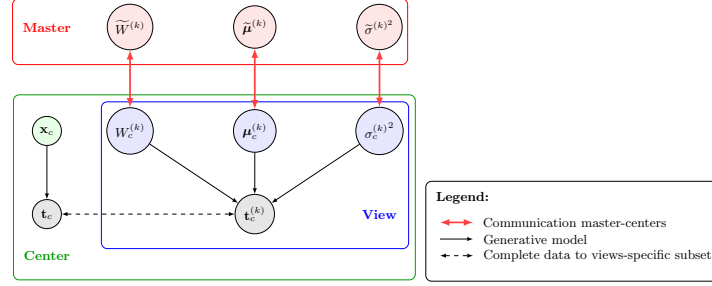 Master W̃^(k) μ̃^(k) σ̃^(k)²
x_c W_c^(k) μ_c^(k) σ_c^(k)²
t_c t_c^(k) View
Center
Legend:
Communication master-centers
Generative model
Complete data to views-specific subset